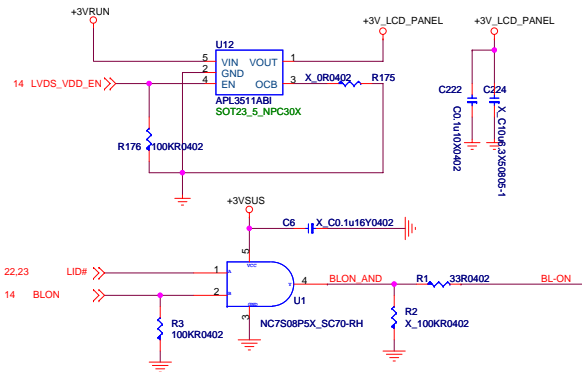 +3VRUN
+3V_LCD_PANEL
+3V_LCD_PANEL
U12
5 VIN VOUT 1
2 GND
4 EN OCB 3
14 LVDS_VDD_EN
X_0R0402 R175
APL3511ABI
SOT23_5_NPC30X
R176 100KR0402
C222
C0.1u10X0402
C224
X_C10u6.3X50805-1
+3VSUS
C6 X_C0.1u16Y0402
5
VCC
22,23 LID# 1 A
14 BLON 2 B
Y 4 BLON_AND
R1 33R0402 BL-ON
U1
GND
3
NC7S08P5X_SC70-RH
R2
X_100KR0402
R3
100KR0402